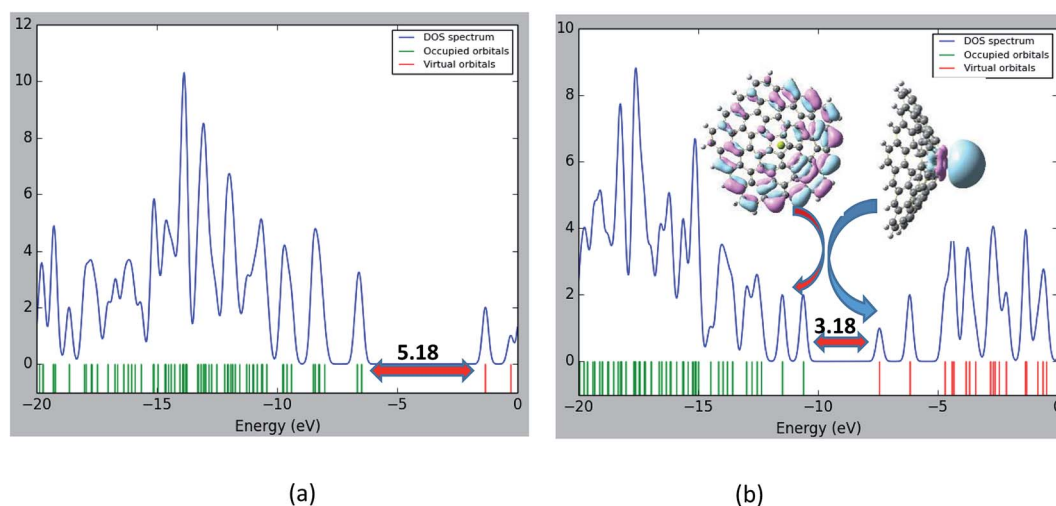 12
10
8
6
4
2
0
DOS spectrum
Occupied orbitals
Virtual orbitals
5.18
−20
−15
−10
−5
0
Energy (eV)
(a)
10
8
6
4
2
0
DOS spectrum
Occupied orbitals
Virtual orbitals
3.18
−20
−15
−10
−5
0
Energy (eV)
(b)